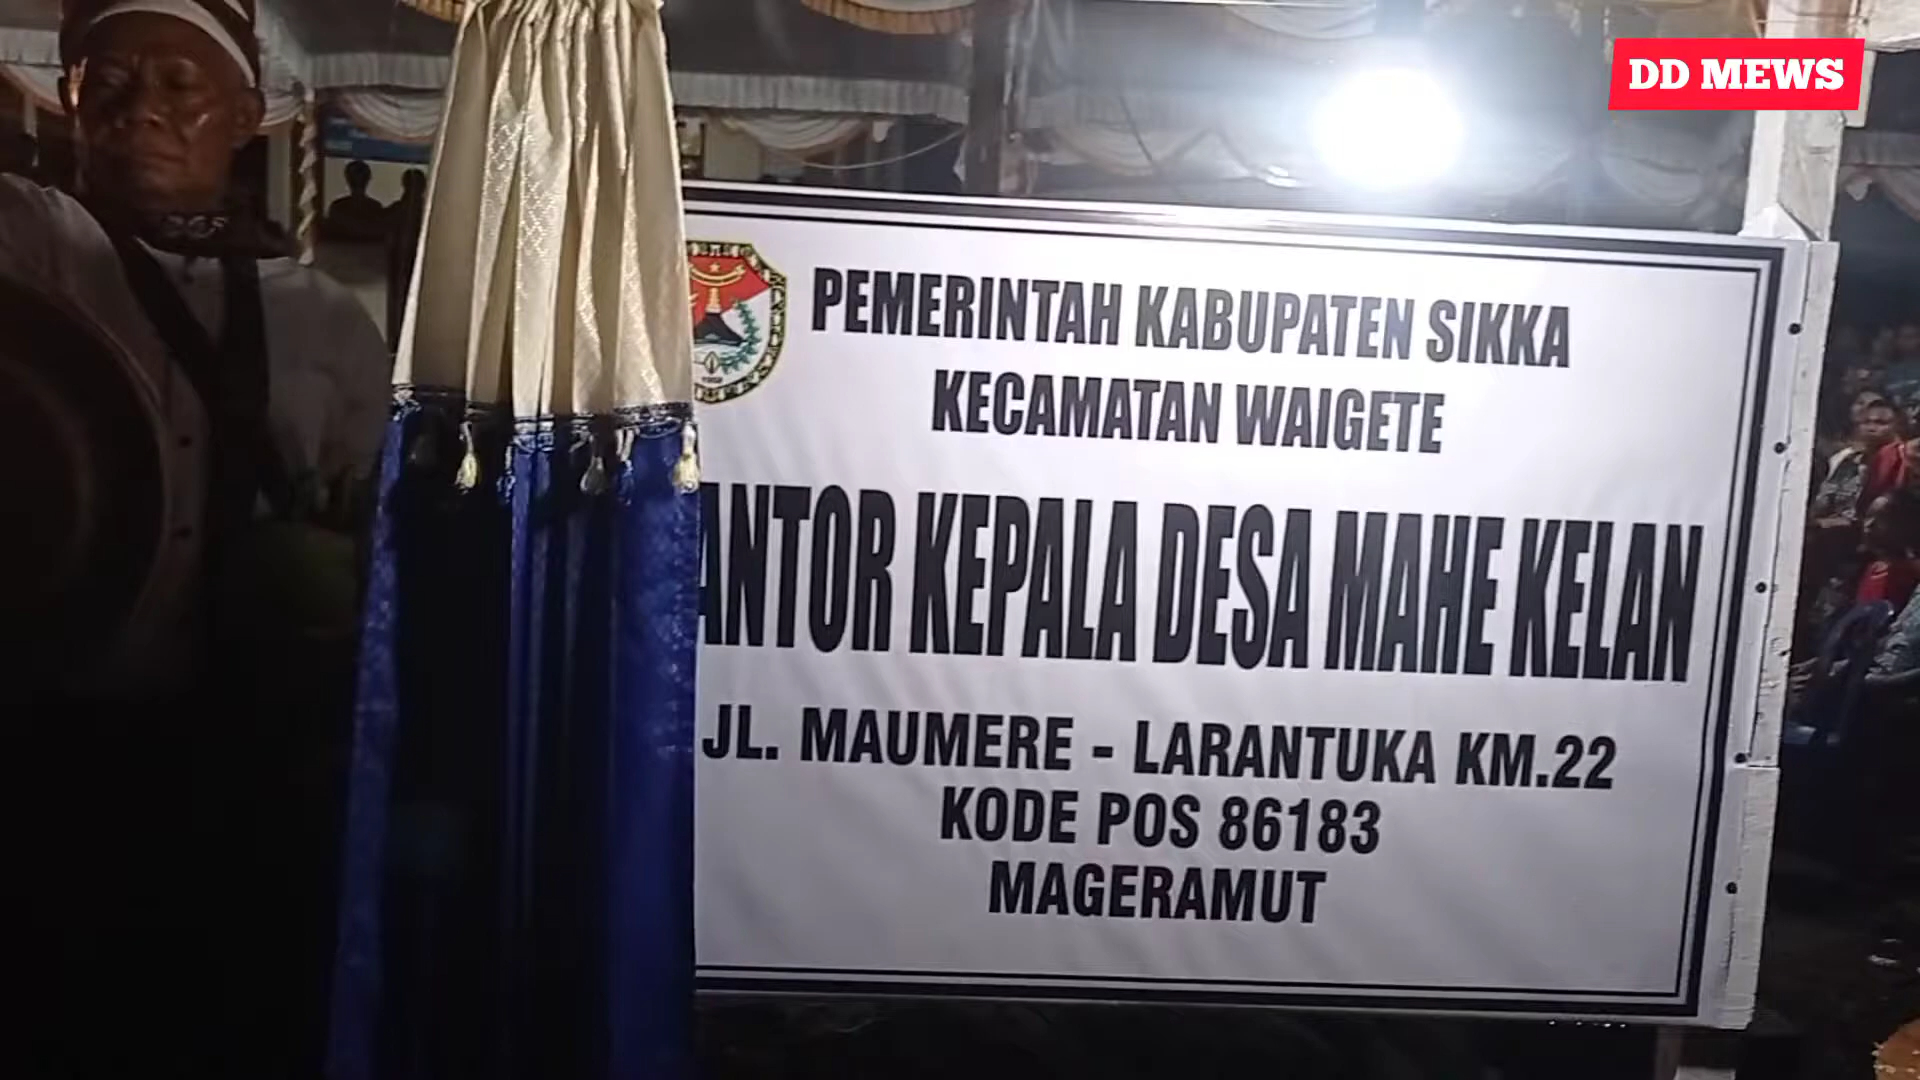 DD MEWS
PEMERINTAH KABUPATEN SIKKA
KECAMATAN WAIGETE
ANTOR KEPALA DESA MAHE KELAN
JL. MAUMERE - LARANTUKA KM.22
KODE POS 86183
MAGERAMUT